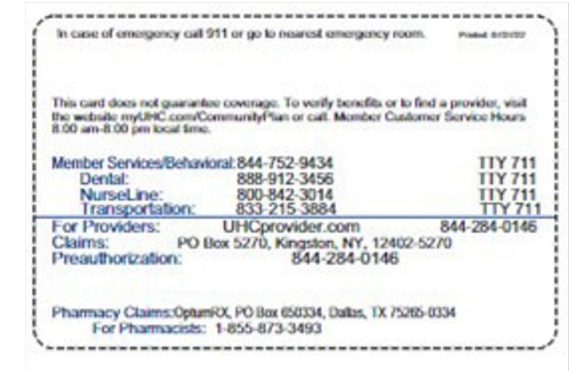 In case of emergency call 911 or go to nearest emergency room. Printed:
This card does not guarantee coverage. To verify benefits or to find a provider, visit
the website myUHC.com/CommunityPlan or call. Member Customer Service Hours
8:00 am-8:00 pm local time.
Member Services/Behavioral: 844-752-9434 TTY 711
Dental: 888-912-3456 TTY 711
NurseLine: 800-842-3014 TTY 711
Transportation: 833-215-3884 TTY 711
For Providers: UHCprovider.com 844-284-0146
Claims: PO Box 5270, Kingston, NY, 12402-5270
Preauthorization: 844-284-0146
Pharmacy Claims:OptumRX, PO Box 650334, Dallas, TX 75265-0334
For Pharmacists: 1-855-873-3493